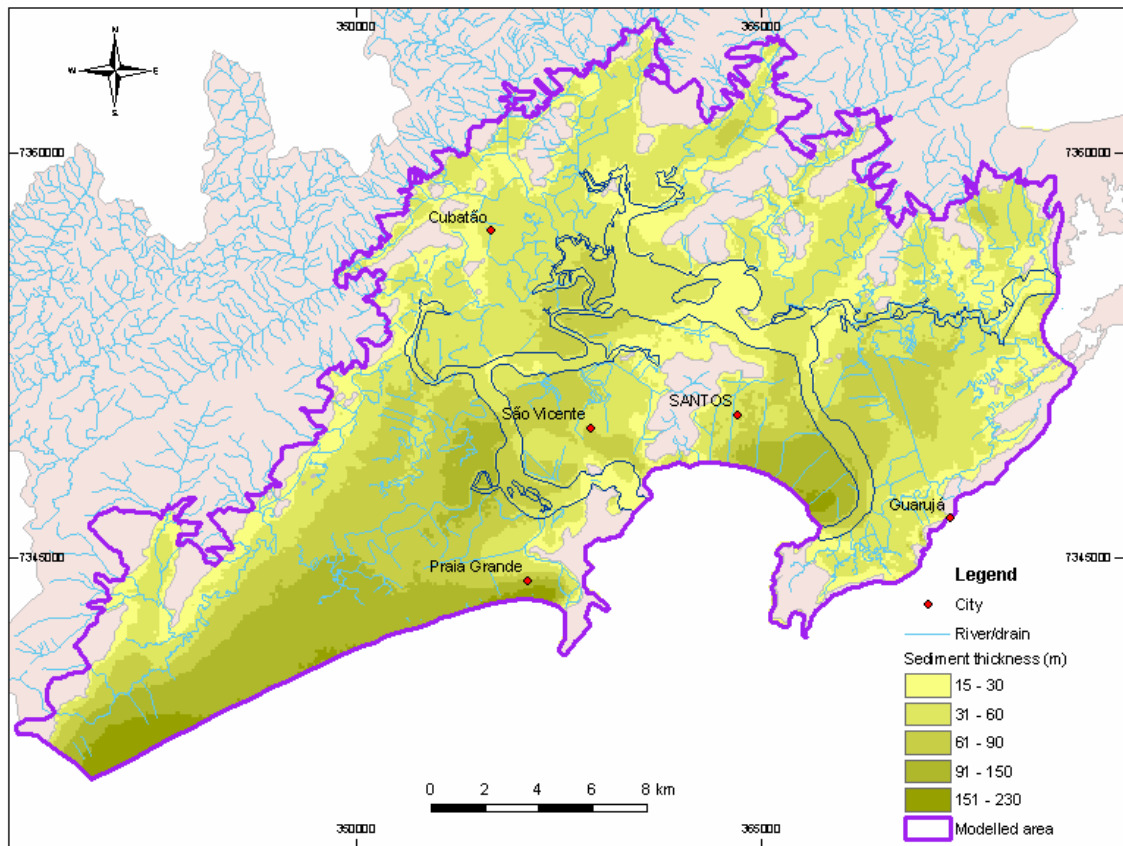 350000
365000
N
W
E
S
7360000
7360000
Cubatão
São Vicente
SANTOS
Guarujá
7345000
7345000
Praia Grande
Legend
City
River/drain
Sediment thickness (m)
15 - 30
31 - 60
61 - 90
91 - 150
151 - 230
Modelled area
0 2 4 6 8 km
350000
365000